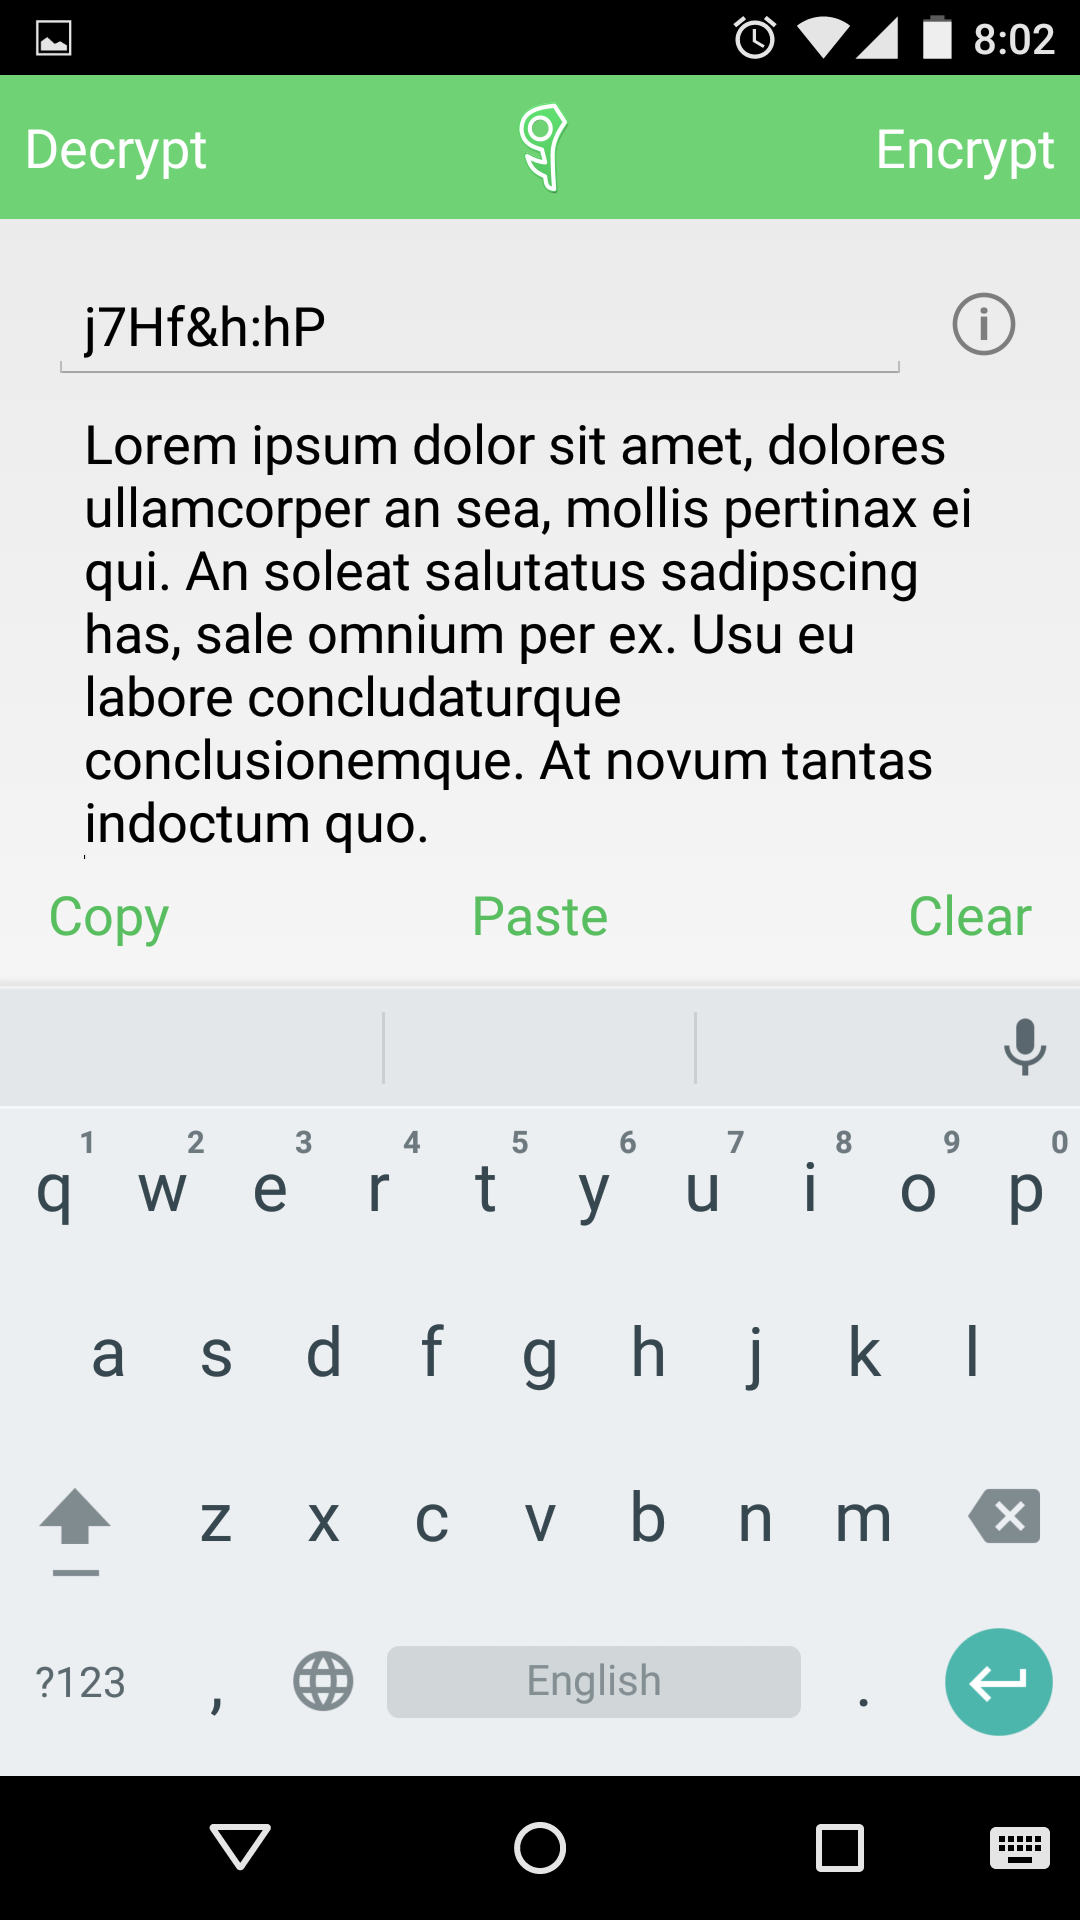 8:02
Decrypt Encrypt
j7Hf&h:hP
Lorem ipsum dolor sit amet, dolores
ullamcorper an sea, mollis pertinax ei
qui. An soleat salutatus sadipscing
has, sale omnium per ex. Usu eu
labore concludaturque
conclusionemque. At novum tantas
indoctum quo.
Copy Paste Clear
1 2 3 4 5 6 7 8 9 0
q w e r t y u i o p
a s d f g h j k l
z x c v b n m
?123 , English .